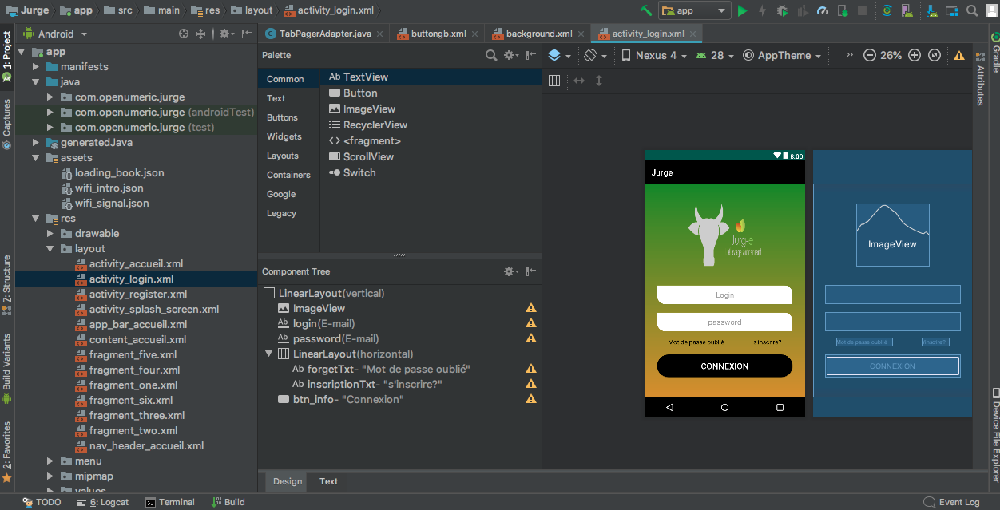 Jurge app src main res layout activity_login.xml app
Android
TabPagerAdapter.java buttongb.xml background.xml activity_login.xml
1: Project
Captures
7: Structure
Build Variants
2: Favorites
app
manifests
java
com.openumeric.jurge
com.openumeric.jurge (androidTest)
com.openumeric.jurge (test)
generatedJava
assets
loading_book.json
wifi_intro.json
wifi_signal.json
res
drawable
layout
activity_accueil.xml
activity_login.xml
activity_register.xml
activity_splash_screen.xml
app_bar_accueil.xml
content_accueil.xml
fragment_five.xml
fragment_four.xml
fragment_one.xml
fragment_six.xml
fragment_three.xml
fragment_two.xml
nav_header_accueil.xml
menu
mipmap
values
Palette
Common
Text
Buttons
Widgets
Layouts
Containers
Google
Legacy
Ab TextView
Button
ImageView
RecyclerView
<fragment>
ScrollView
Switch
Component Tree
LinearLayout(vertical)
ImageView
Ab login(E-mail)
Ab password(E-mail)
LinearLayout(horizontal)
Ab forgetTxt- "Mot de passe oublié"
Ab inscriptionTxt- "s'inscrire?"
btn_info- "Connexion"
Nexus 4 28 AppTheme » 26%
8:00
Jurge
Jurg-e
Login
password
Mot de passe oublié s'inscrire?
CONNEXION
ImageView
Mot de passe oublié s'inscrire?
CONNEXION
Gradle
Attributes
Device File Explorer
Design Text
TODO 6: Logcat Terminal Build Event Log